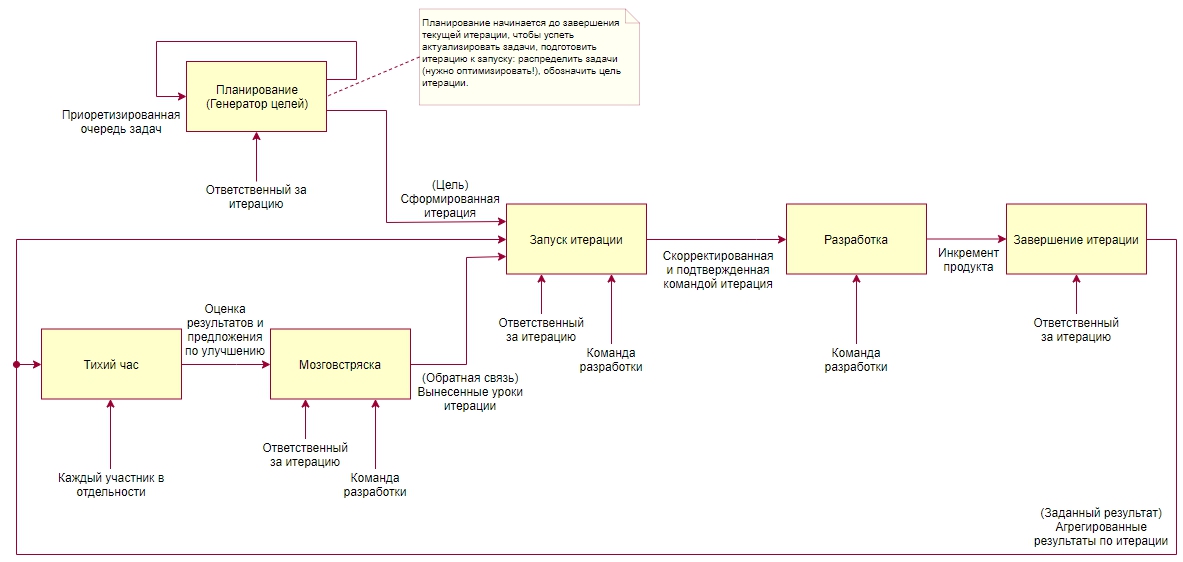 Планирование начинается до завершения
текущей итерации, чтобы успеть
актуализировать задачи, подготовить
итерацию к запуску: распределить задачи
(нужно оптимизировать!), обозначить цель
итерации.
Планирование
(Генератор целей)
Приоретизированная
очередь задач
Ответственный за
итерацию
(Цель)
Сформированная
итерация
Запуск итерации
Разработка
Завершение итерации
Скорректированная
и подтвержденная
командой итерация
Инкремент
продукта
Ответственный
за итерацию
Команда
разработки
Команда
разработки
Ответственный
за итерацию
Оценка
результатов и
предложения
по улучшению
Тихий час
Мозговстряска
(Обратная связь)
Вынесенные уроки
итерации
Ответственный
за итерацию
Каждый участник в
отдельности
Команда
разработки
(Заданный результат)
Агрегированные
результаты по итерации